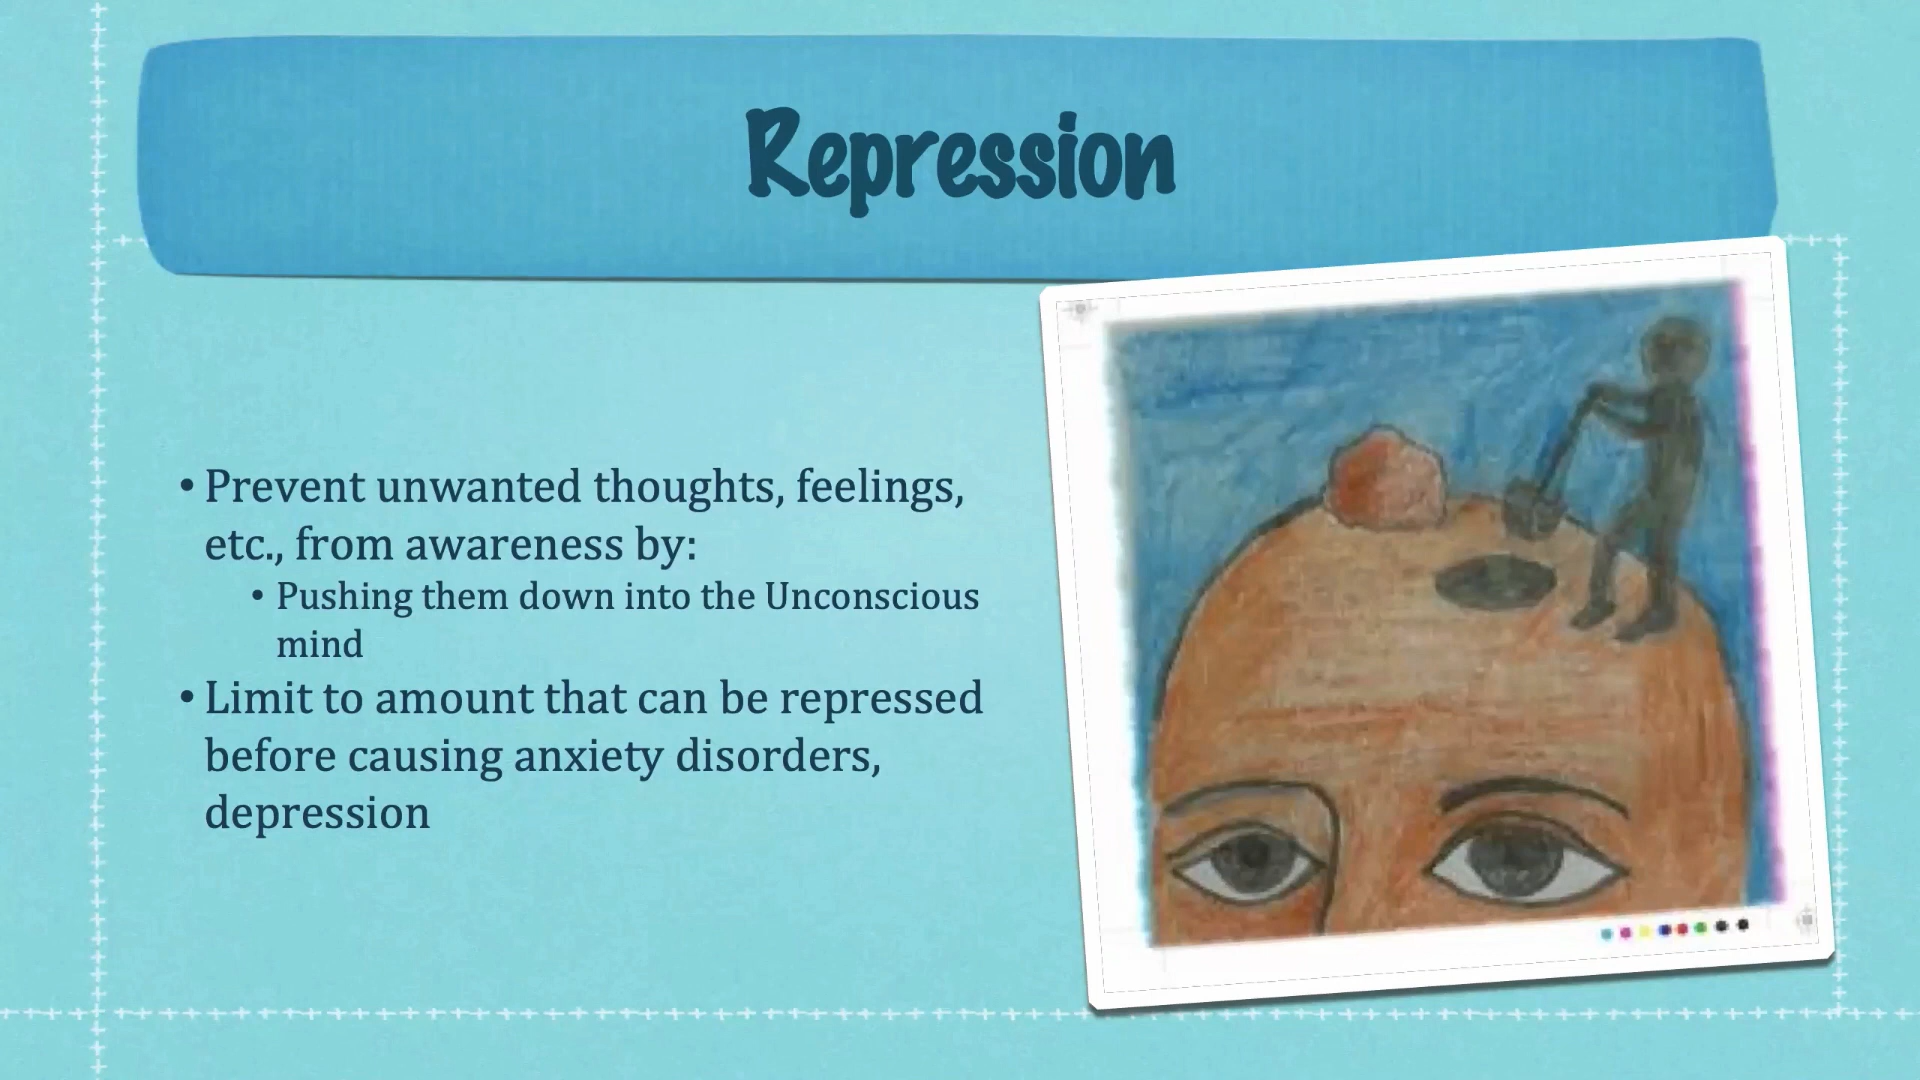 Repression
• Prevent unwanted thoughts, feelings,
etc., from awareness by:
• Pushing them down into the Unconscious
mind
• Limit to amount that can be repressed
before causing anxiety disorders,
depression